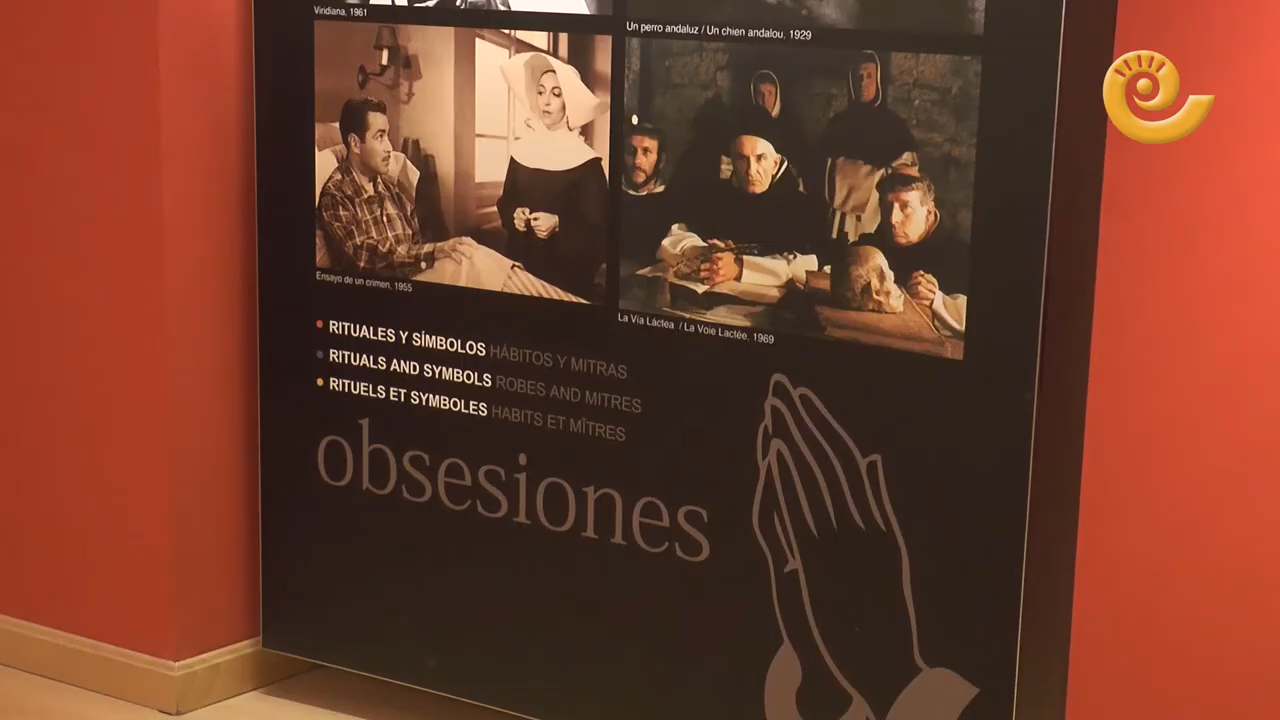 Viridiana, 1961
Un perro andaluz / Un chien andalou, 1929
Ensayo de un crimen, 1955
La Vía Láctea / La Voie Lactée, 1969
RITUALES Y SÍMBOLOS HÁBITOS Y MITRAS
RITUALS AND SYMBOLS ROBES AND MITRES
RITUELS ET SYMBOLES HABITS ET MÎTRES
obsesiones